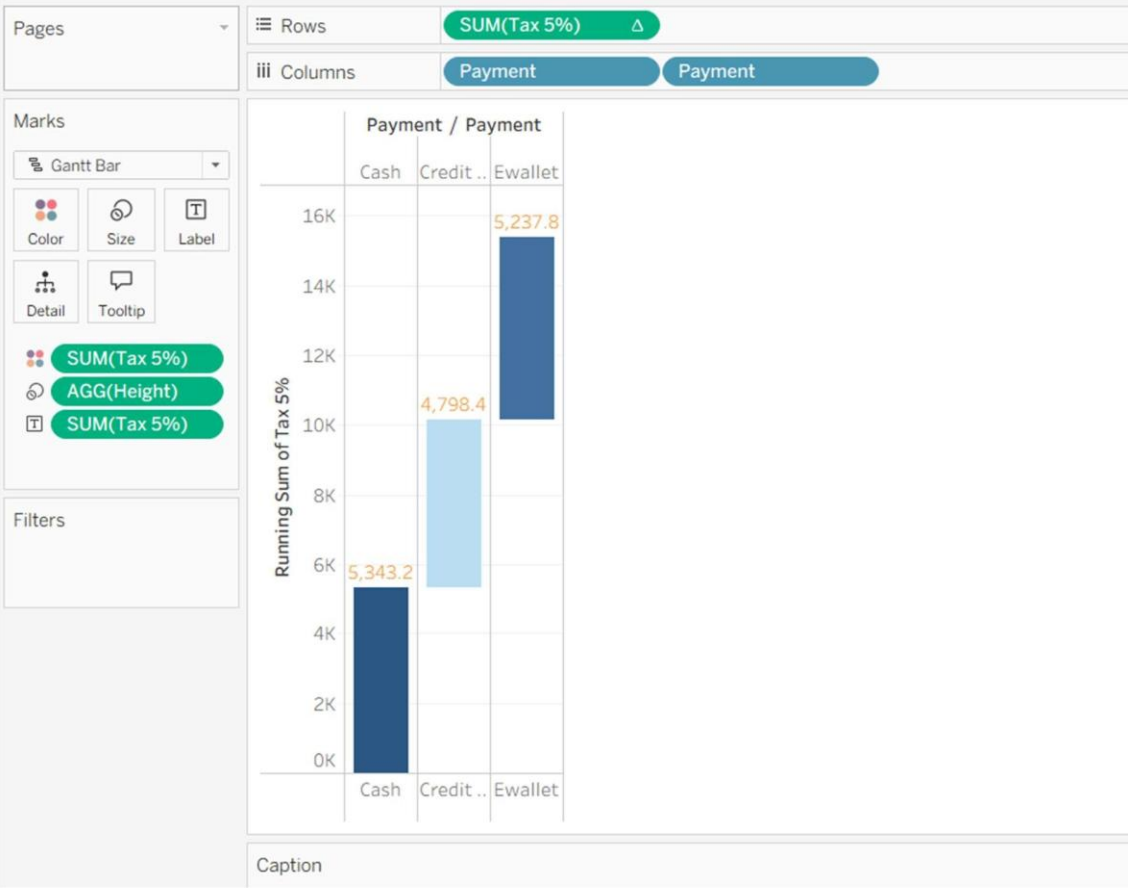 Pages
Rows
SUM(Tax 5%) Δ
Columns
Payment
Payment
Marks
Gantt Bar
Color
Size
Label
Detail
Tooltip
SUM(Tax 5%)
AGG(Height)
SUM(Tax 5%)
Filters
Payment / Payment
Cash
Credit ..
Ewallet
Running Sum of Tax 5%
16K
14K
12K
10K
8K
6K
4K
2K
0K
5,237.8
4,798.4
5,343.2
Cash
Credit ..
Ewallet
Caption